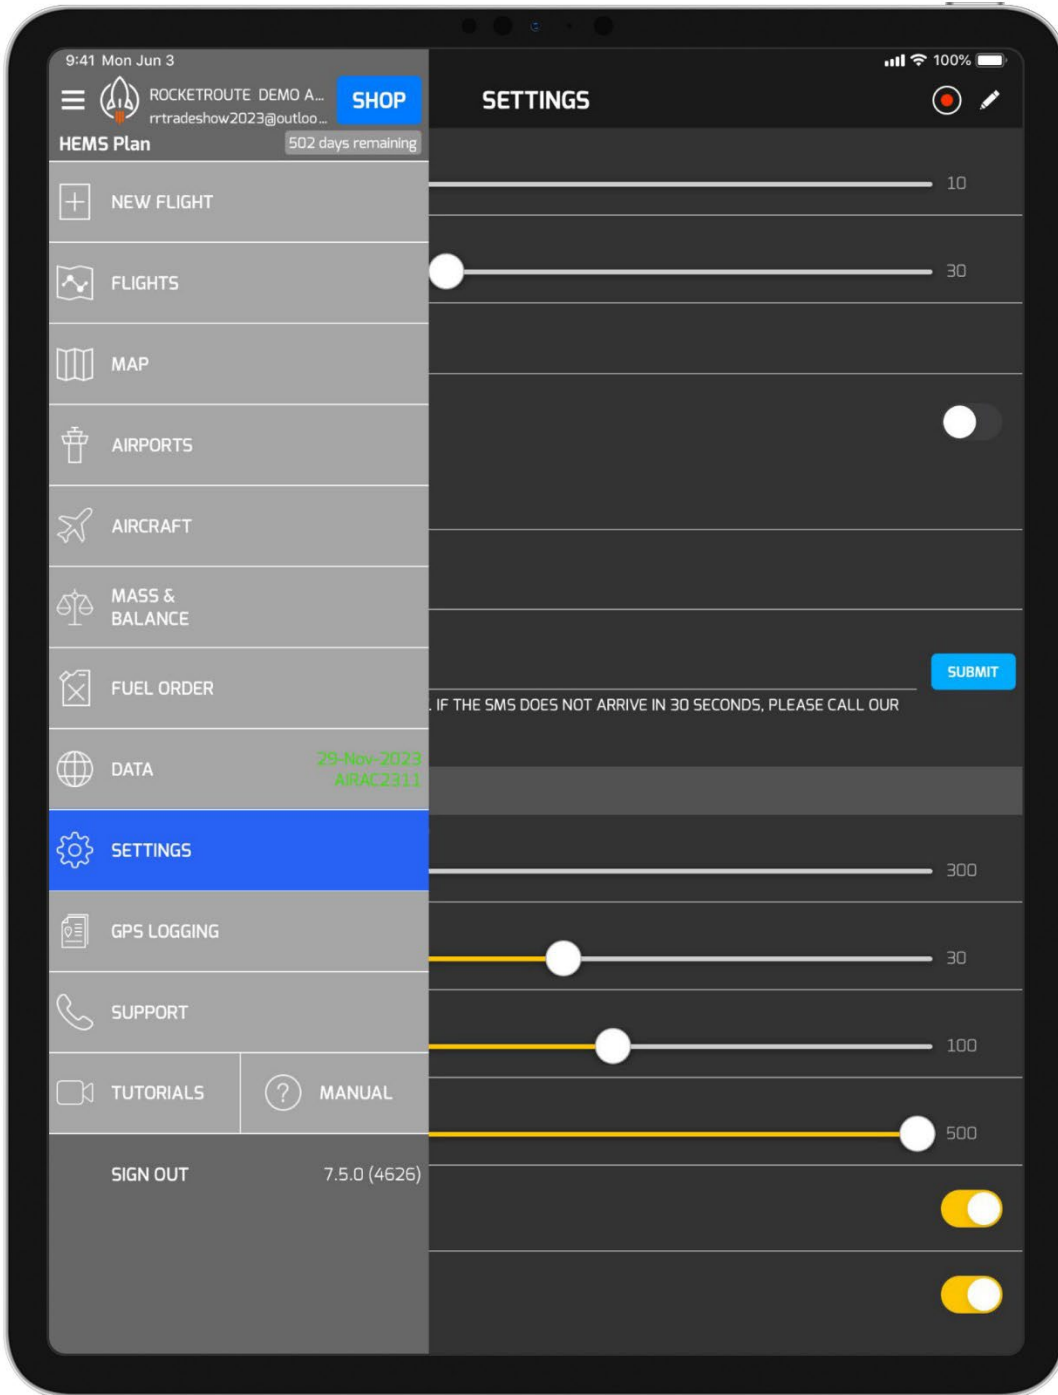 9:41 Mon Jun 3
100%
ROCKETROUTE DEMO A...
rrtradeshow2023@outloo...
SHOP
SETTINGS
HEMS Plan
502 days remaining
10
NEW FLIGHT
30
FLIGHTS
MAP
AIRPORTS
AIRCRAFT
MASS &
BALANCE
FUEL ORDER
SUBMIT
. IF THE SMS DOES NOT ARRIVE IN 30 SECONDS, PLEASE CALL OUR
DATA
29-Nov-2023
AIRAC2311
SETTINGS
300
GPS LOGGING
30
SUPPORT
100
TUTORIALS
MANUAL
500
SIGN OUT
7.5.0 (4626)